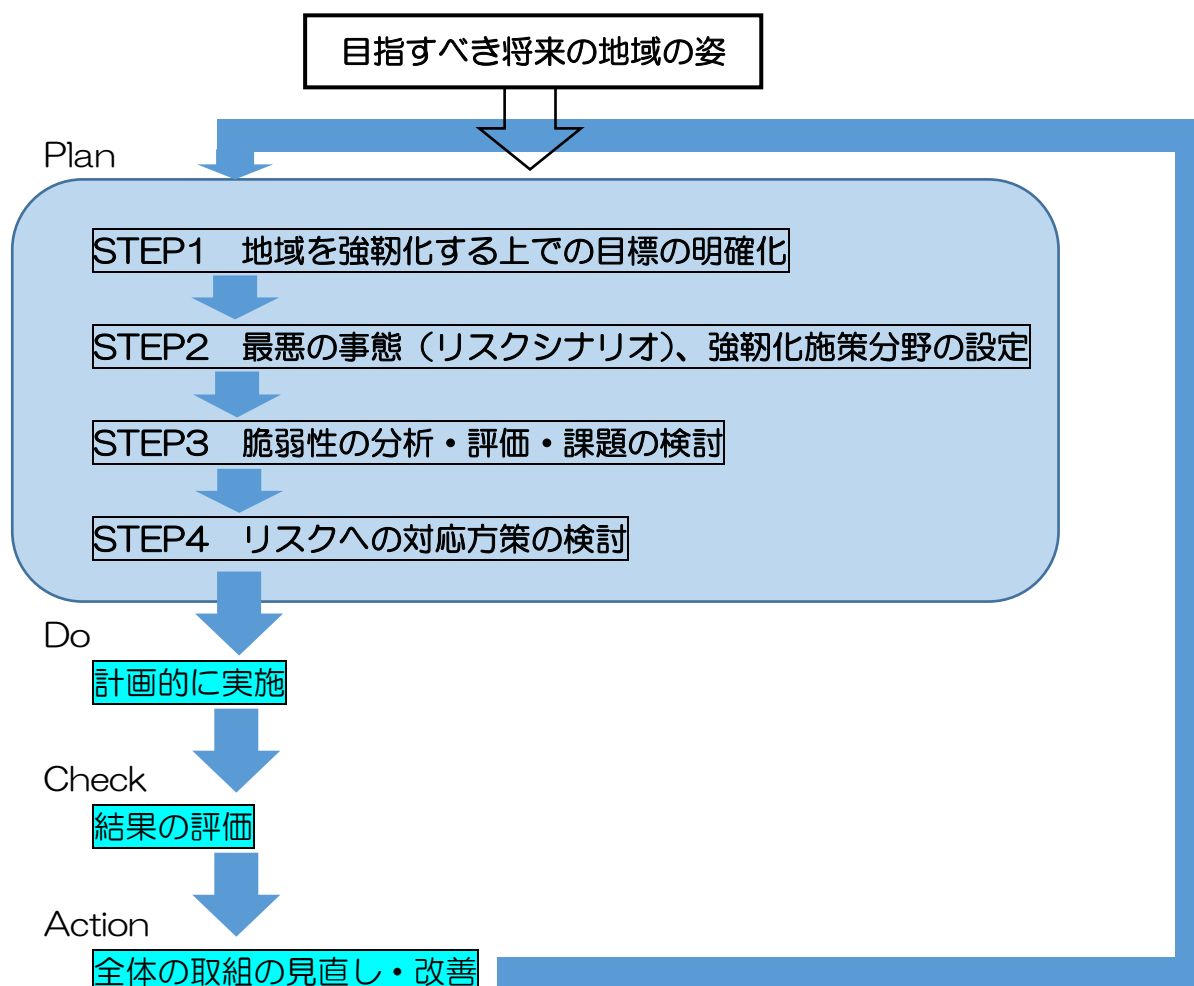 目指すべき将来の地域の姿
Plan
STEP1　地域を強靭化する上での目標の明確化
STEP2　最悪の事態（リスクシナリオ）、強靭化施策分野の設定
STEP3　脆弱性の分析・評価・課題の検討
STEP4　リスクへの対応方策の検討
Do
計画的に実施
Check
結果の評価
Action
全体の取組の見直し・改善